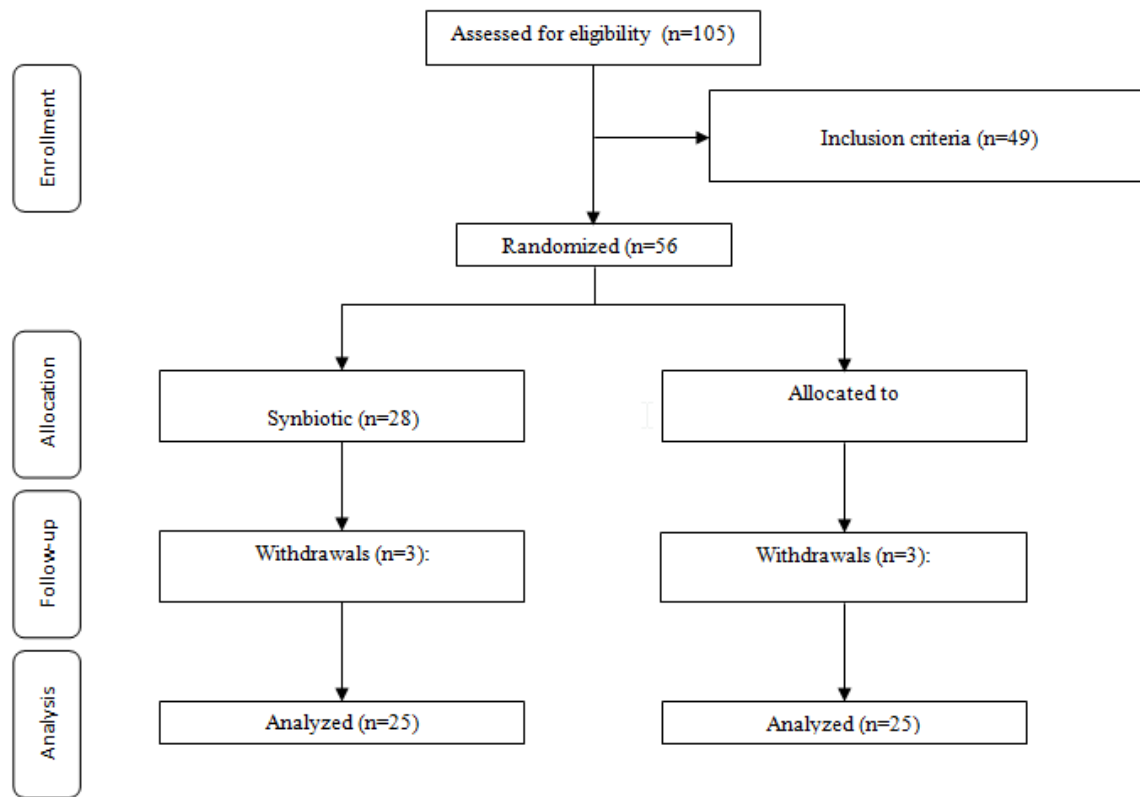 Assessed for eligibility (n=105)
Enrollment
Inclusion criteria (n=49)
Randomized (n=56
Allocation
Synbiotic (n=28)
Allocated to
Follow-up
Withdrawals (n=3):
Withdrawals (n=3):
Analysis
Analyzed (n=25)
Analyzed (n=25)